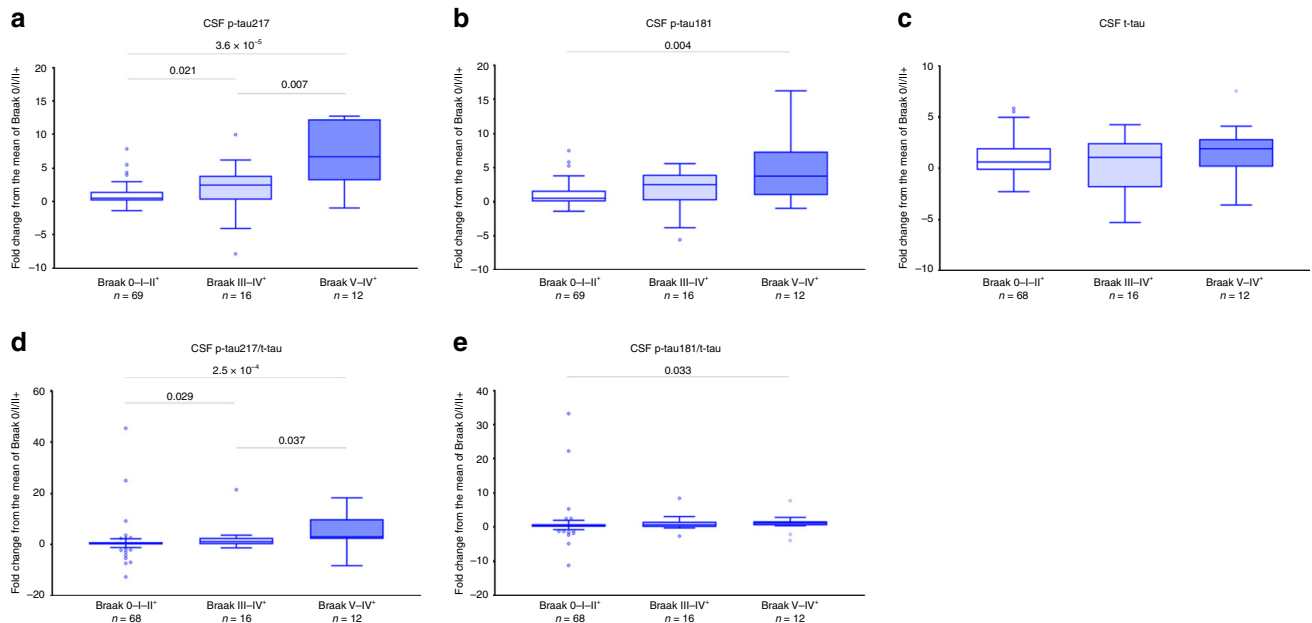 a
CSF p-tau217
3.6 × 10⁻⁵
0.021
0.007
Fold change from the mean of Braak 0/I/II+
20
15
10
5
0
–5
–10
Braak 0–I–II⁺
n = 69
Braak III–IV⁺
n = 16
Braak V–IV⁺
n = 12
b
CSF p-tau181
0.004
Fold change from the mean of Braak 0/I/II+
20
15
10
5
0
–5
–10
Braak 0–I–II⁺
n = 69
Braak III–IV⁺
n = 16
Braak V–IV⁺
n = 12
c
CSF t-tau
Fold change from the mean of Braak 0/I/II+
10
5
0
–5
–10
Braak 0–I–II⁺
n = 68
Braak III–IV⁺
n = 16
Braak V–IV⁺
n = 12
d
CSF p-tau217/t-tau
2.5 × 10⁻⁴
0.029
0.037
Fold change from the mean of Braak 0/I/II+
60
40
20
0
–20
Braak 0–I–II⁺
n = 68
Braak III–IV⁺
n = 16
Braak V–IV⁺
n = 12
e
CSF p-tau181/t-tau
0.033
Fold change from the mean of Braak 0/I/II+
40
30
20
10
0
–10
–20
Braak 0–I–II⁺
n = 68
Braak III–IV⁺
n = 16
Braak V–IV⁺
n = 12